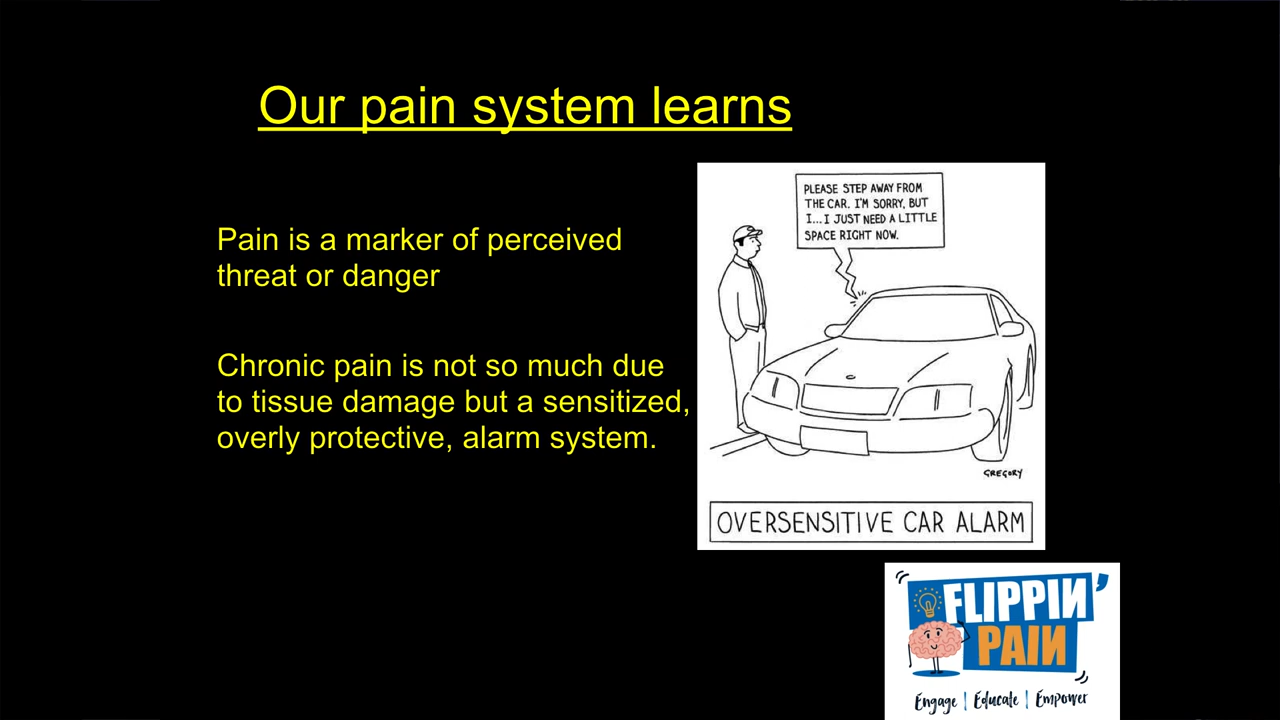 Our pain system learns
Pain is a marker of perceived
threat or danger
Chronic pain is not so much due
to tissue damage but a sensitized,
overly protective, alarm system.
PLEASE STEP AWAY FROM
THE CAR. I'M SORRY, BUT
I... I JUST NEED A LITTLE
SPACE RIGHT NOW.
GREGORY
OVERSENSITIVE CAR ALARM
FLIPPIN'
PAIN
Engage | Educate | Empower